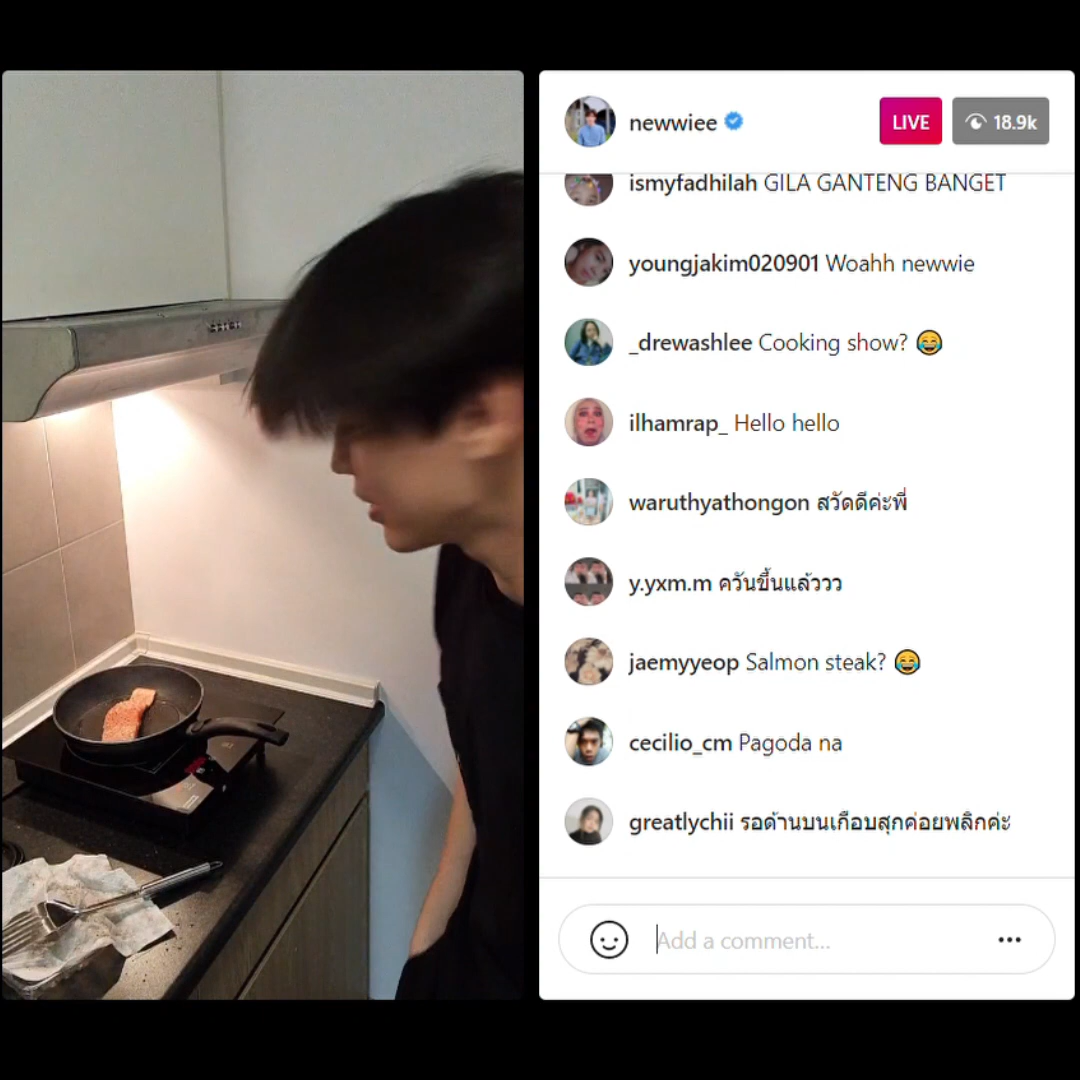 newwiee
LIVE
18.9k
ismyfadhilah GILA GANTENG BANGET
youngjakim020901 Woahh newwie
_drewashlee Cooking show? 😂
ilhamrap_ Hello hello
waruthyathongon สวัดดีค่ะพี่
y.yxm.m ควันขึ้นแล้ววว
jaemyyeop Salmon steak? 😂
cecilio_cm Pagoda na
greatlychii รอด้านบนเกือบสุกค่อยพลิกค่ะ
Add a comment...